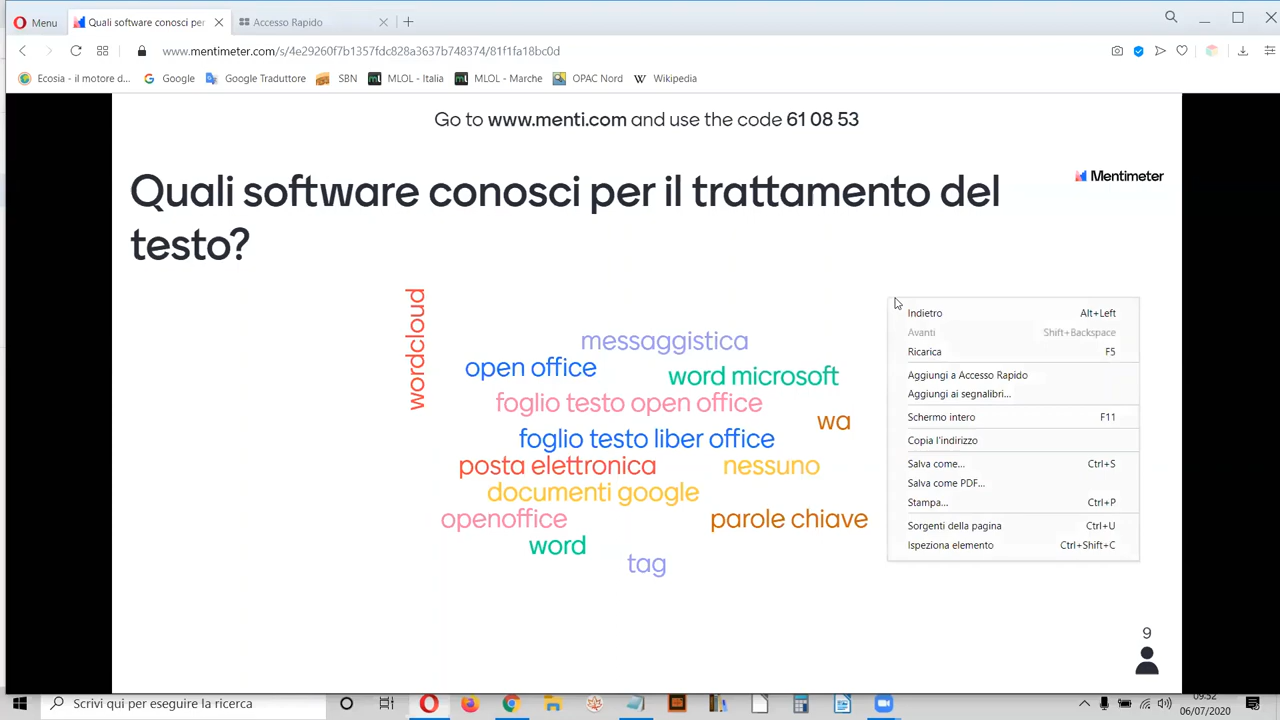 Menu
Quali software conosci per
Accesso Rapido
www.mentimeter.com/s/4e29260f7b1357fdc828a3637b748374/81f1fa18bc0d
Ecosia - il motore d...
Google
Google Traduttore
SBN
MLOL - Italia
MLOL - Marche
OPAC Nord
Wikipedia
Go to www.menti.com and use the code 61 08 53
Quali software conosci per il trattamento del
testo?
Mentimeter
wordcloud
messaggistica
open office
word microsoft
foglio testo open office
wa
foglio testo liber office
posta elettronica
nessuno
documenti google
openoffice
parole chiave
word
tag
Indietro Alt+Left
Avanti Shift+Backspace
Ricarica F5
Aggiungi a Accesso Rapido
Aggiungi ai segnalibri...
Schermo intero F11
Copia l'indirizzo
Salva come... Ctrl+S
Salva come PDF...
Stampa... Ctrl+P
Sorgenti della pagina Ctrl+U
Ispeziona elemento Ctrl+Shift+C
9
Scrivi qui per eseguire la ricerca
09:52
06/07/2020